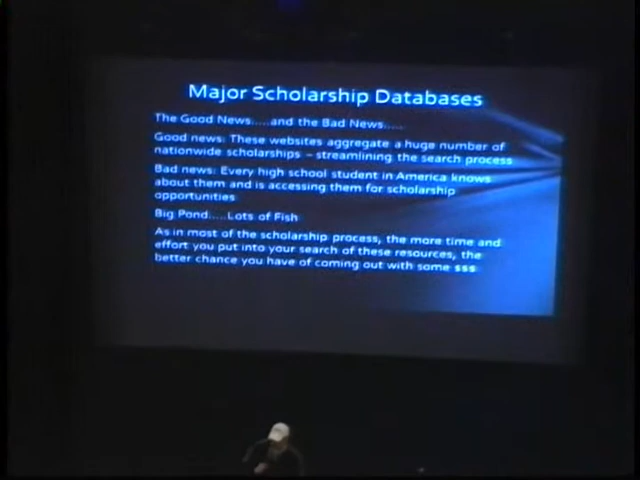 Major Scholarship Databases
The Good News.....and the Bad News.....
Good news: These websites aggregate a huge number of
nationwide scholarships – streamlining the search process
Bad news: Every high school student in America knows
about them and is accessing them for scholarship
opportunities
Big Pond.....Lots of Fish
As in most of the scholarship process, the more time and
effort you put into your search of these resources, the
better chance you have of coming out with some $$$